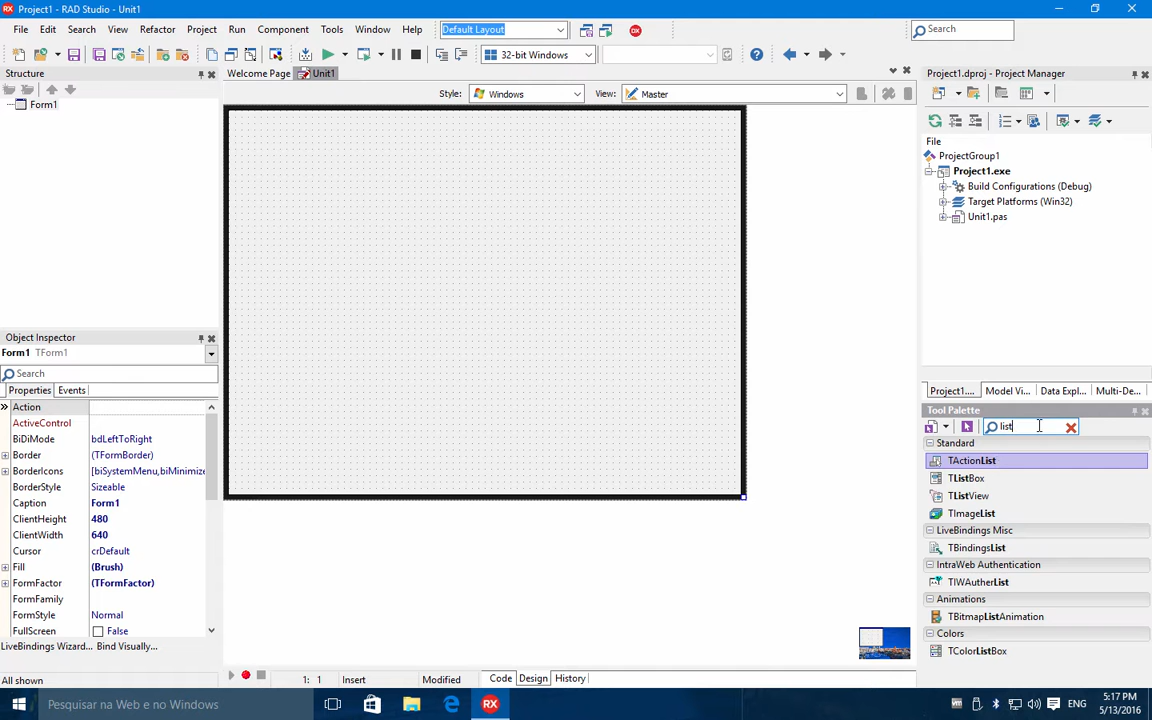 Project1 - RAD Studio - Unit1
File Edit Search View Refactor Project Run Component Tools Window Help Default Layout Search
32-bit Windows
Structure
Welcome Page Unit1
Form1
Style: Windows View: Master
Project1.dproj - Project Manager
File
ProjectGroup1
Project1.exe
Build Configurations (Debug)
Target Platforms (Win32)
Unit1.pas
Project1.... Model Vi... Data Expl... Multi-De...
Object Inspector
Form1 TForm1
Search
Properties Events
Action
ActiveControl
BiDiMode bdLeftToRight
Border (TFormBorder)
BorderIcons [biSystemMenu,biMinimize
BorderStyle Sizeable
Caption Form1
ClientHeight 480
ClientWidth 640
Cursor crDefault
Fill (Brush)
FormFactor (TFormFactor)
FormFamily
FormStyle Normal
FullScreen False
LiveBindings Wizard... Bind Visually...
All shown
Tool Palette
list
Standard
TActionList
TListBox
TListView
TImageList
LiveBindings Misc
TBindingsList
IntraWeb Authentication
TIWAutherList
Animations
TBitmapListAnimation
Colors
TColorListBox
1: 1 Insert Modified Code Design History
Pesquisar na Web e no Windows
RX
ENG
5:17 PM
5/13/2016